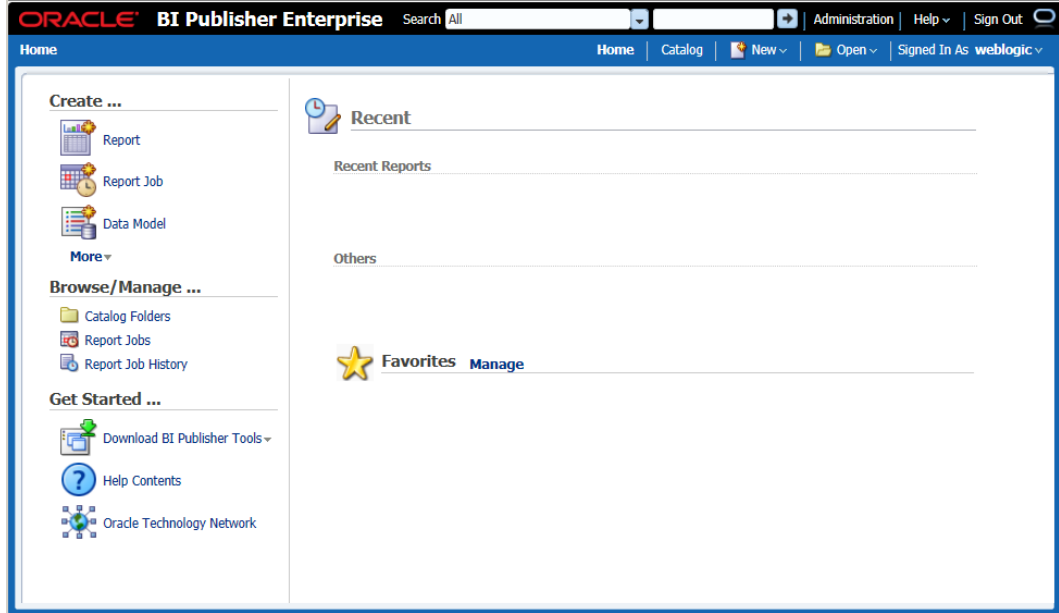 ORACLE BI Publisher Enterprise Search All Administration Help Sign Out
Home Home Catalog New Open Signed In As weblogic
Create ...
Report
Report Job
Data Model
More
Browse/Manage ...
Catalog Folders
Report Jobs
Report Job History
Get Started ...
Download BI Publisher Tools
Help Contents
Oracle Technology Network
Recent
Recent Reports
Others
Favorites Manage